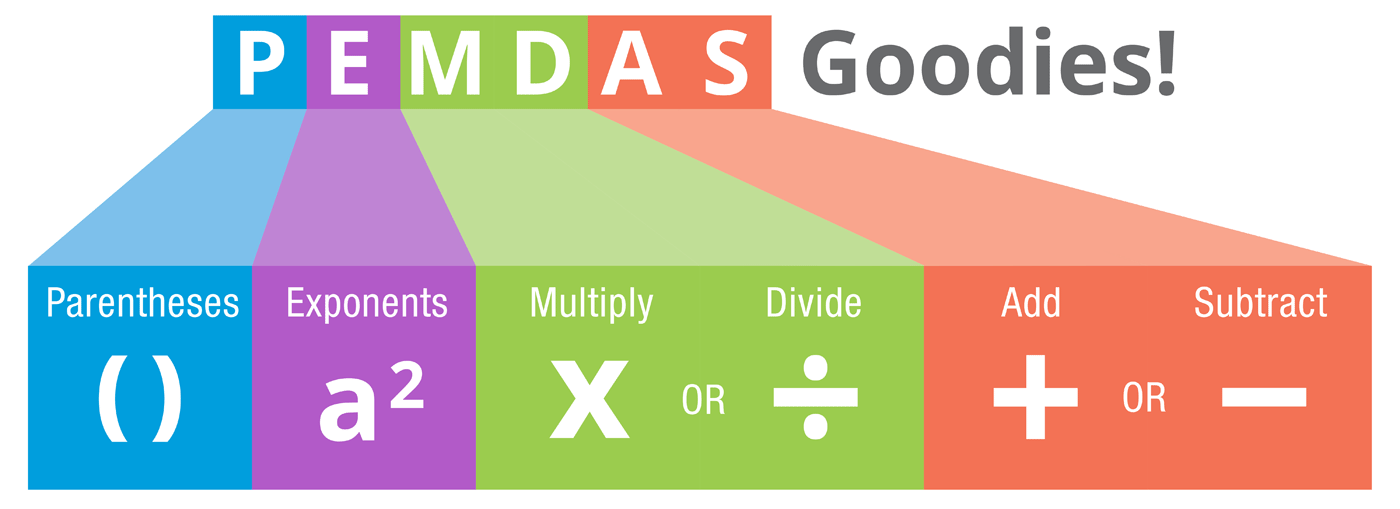 PEMDAS Goodies!
Parentheses Exponents Multiply Divide Add Subtract
( ) a² x OR ÷ + OR −